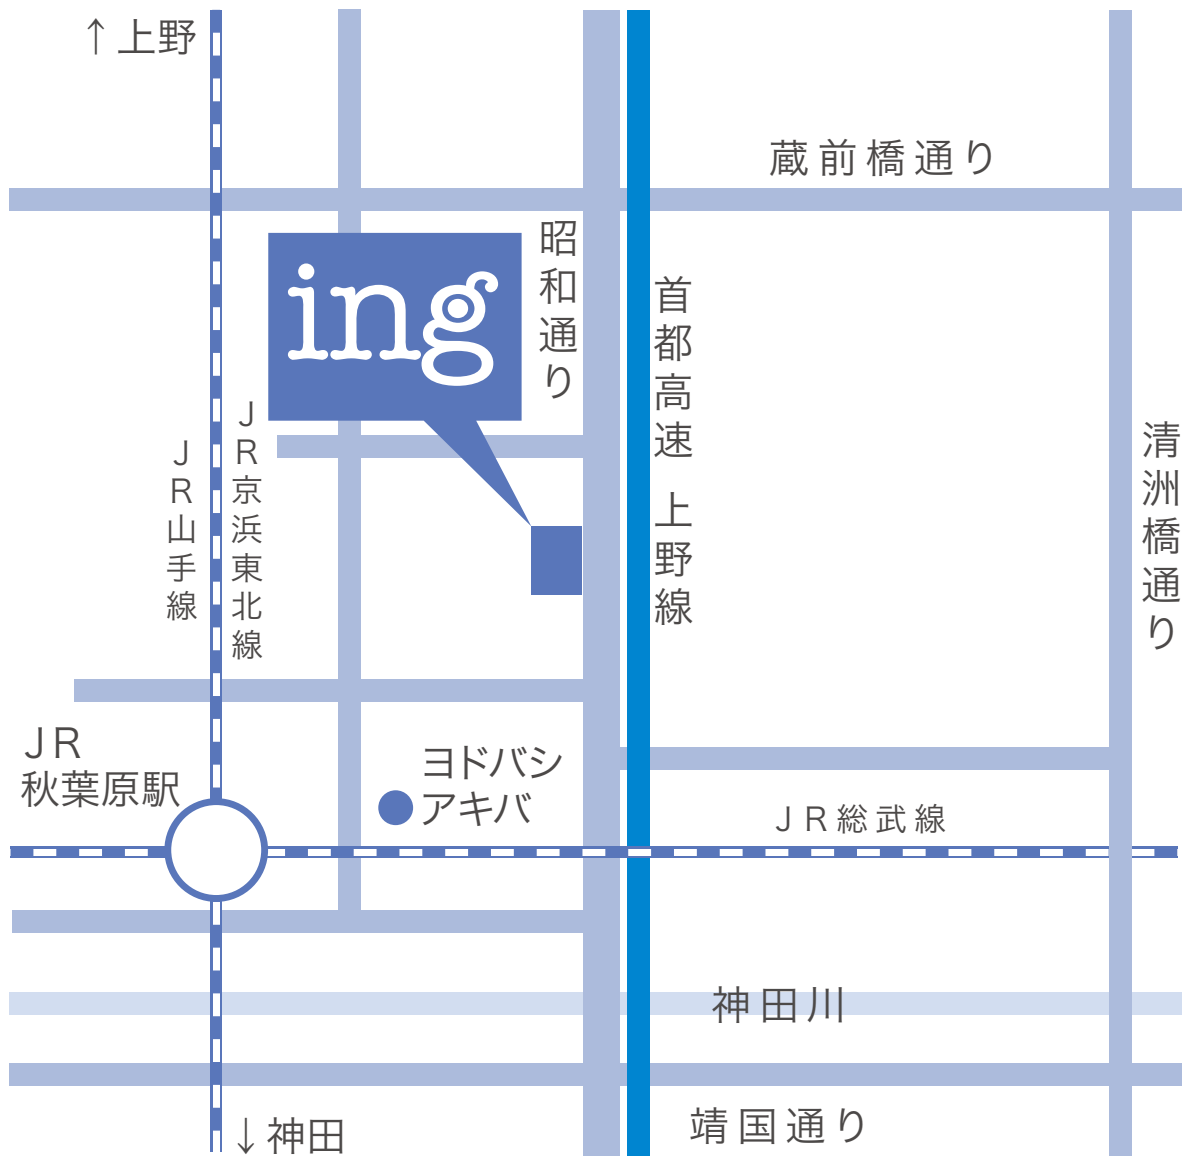 ↑上野
蔵前橋通り
昭和通り
ing
首都高速 上野線
JR京浜東北線
JR山手線
清洲橋通り
JR
秋葉原駅
ヨドバシ
アキバ
JR総武線
神田川
靖国通り
↓神田